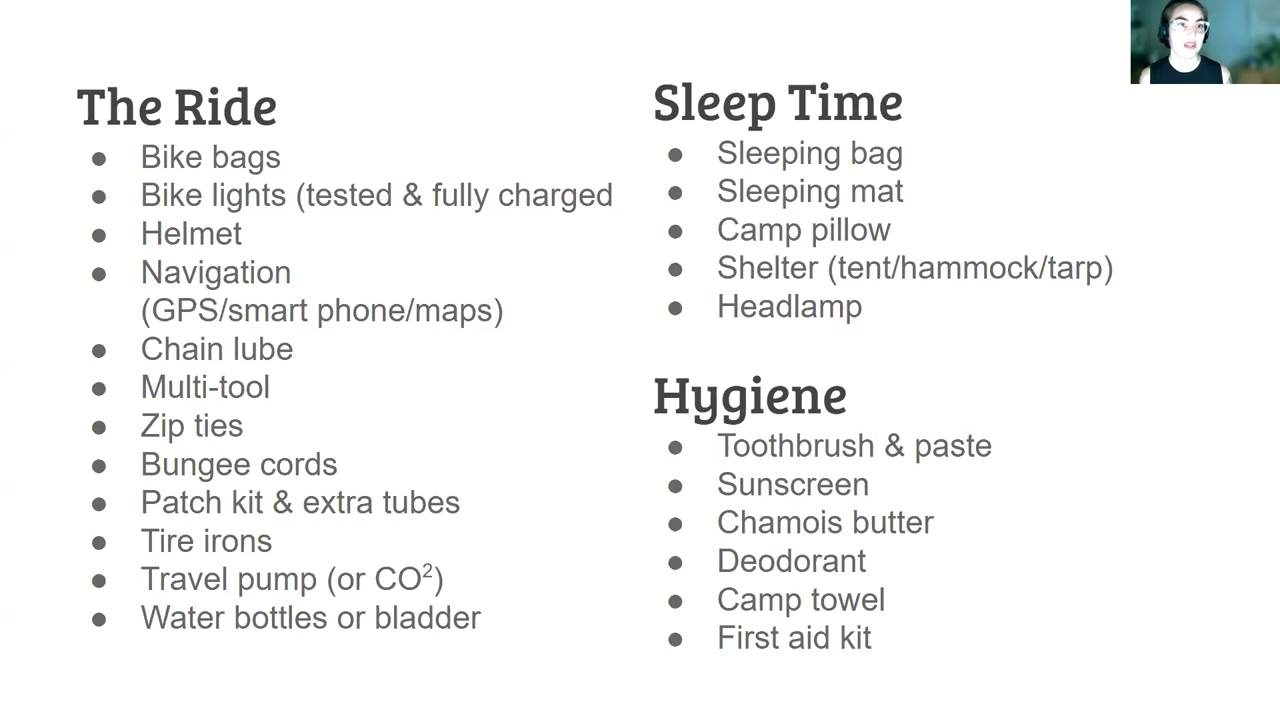 The Ride
● Bike bags
● Bike lights (tested & fully charged
● Helmet
● Navigation
(GPS/smart phone/maps)
● Chain lube
● Multi-tool
● Zip ties
● Bungee cords
● Patch kit & extra tubes
● Tire irons
● Travel pump (or CO²)
● Water bottles or bladder
Sleep Time
● Sleeping bag
● Sleeping mat
● Camp pillow
● Shelter (tent/hammock/tarp)
● Headlamp
Hygiene
● Toothbrush & paste
● Sunscreen
● Chamois butter
● Deodorant
● Camp towel
● First aid kit